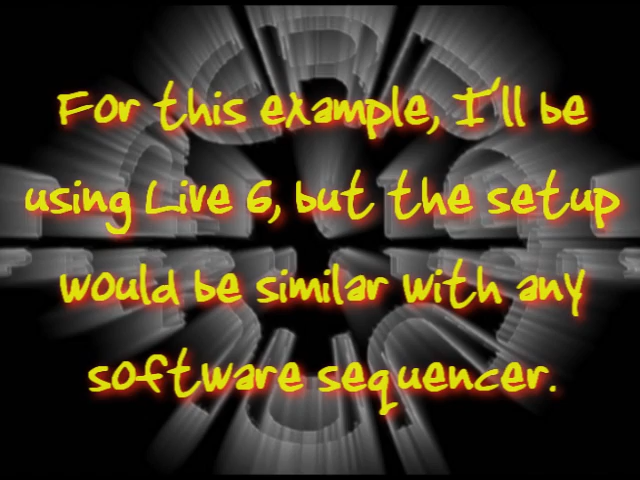 For this example, I'll be
using Live 6, but the setup
would be similar with any
software sequencer.